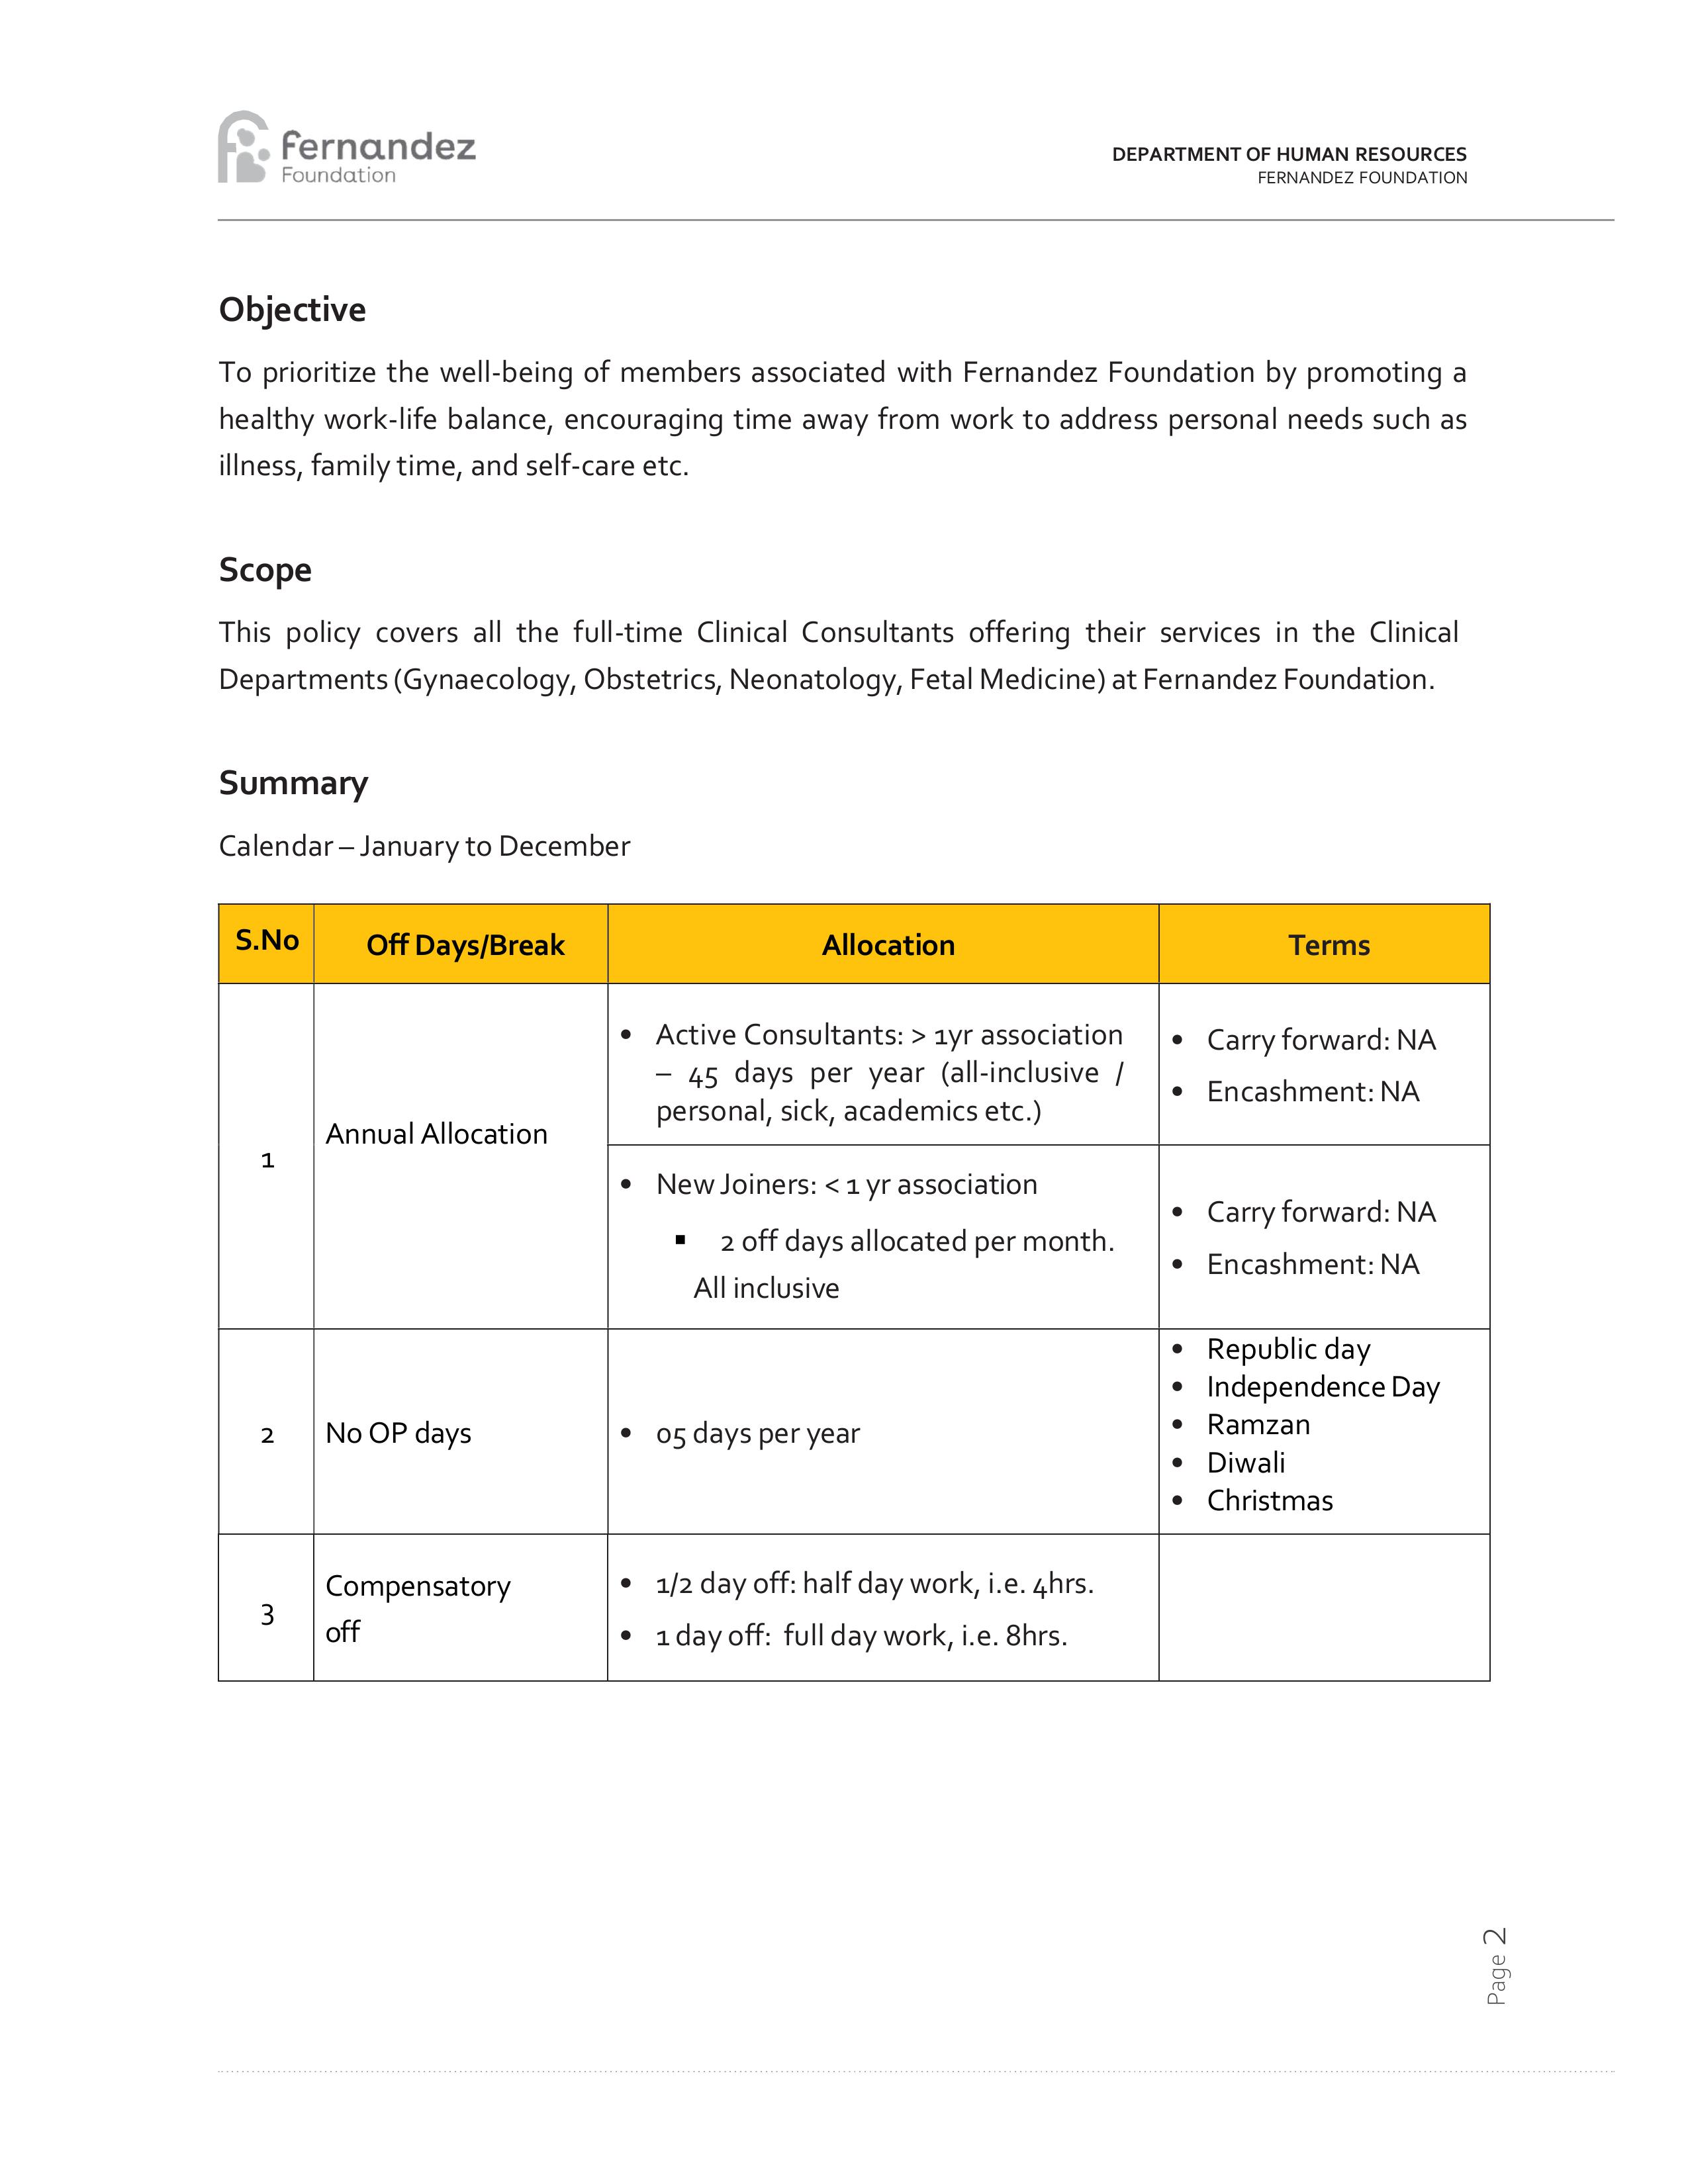 fernandez
Foundation
DEPARTMENT OF HUMAN RESOURCES
FERNANDEZ FOUNDATION
Objective
To prioritize the well-being of members associated with Fernandez Foundation by promoting a
healthy work-life balance, encouraging time away from work to address personal needs such as
illness, family time, and self-care etc.
Scope
This policy covers all the full-time Clinical Consultants offering their services in the Clinical
Departments (Gynaecology, Obstetrics, Neonatology, Fetal Medicine) at Fernandez Foundation.
Summary
Calendar – January to December
S.No Off Days/Break Allocation Terms
1
Annual Allocation
• Active Consultants: > 1yr association
– 45 days per year (all-inclusive /
personal, sick, academics etc.)
• Carry forward: NA
• Encashment: NA
• New Joiners: < 1 yr association
▪ 2 off days allocated per month.
All inclusive
• Carry forward: NA
• Encashment: NA
2
No OP days
• 05 days per year
• Republic day
• Independence Day
• Ramzan
• Diwali
• Christmas
3
Compensatory
off
• 1/2 day off: half day work, i.e. 4hrs.
• 1 day off: full day work, i.e. 8hrs.
Page 2